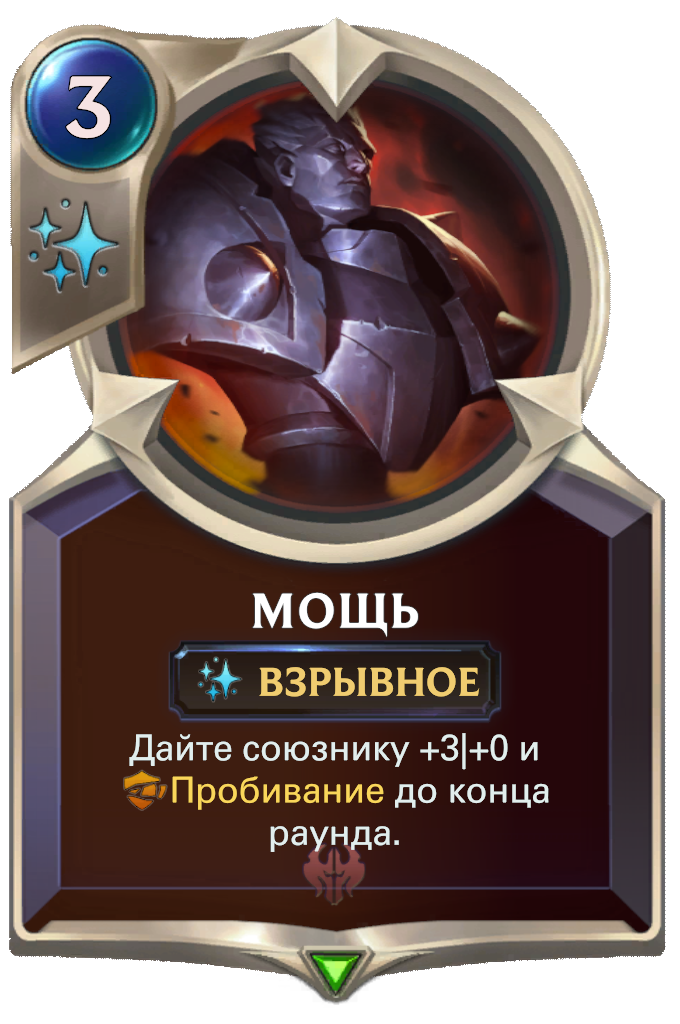 3
МОЩЬ
ВЗРЫВНОЕ
Дайте союзнику +3|+0 и
Пробивание до конца
раунда.